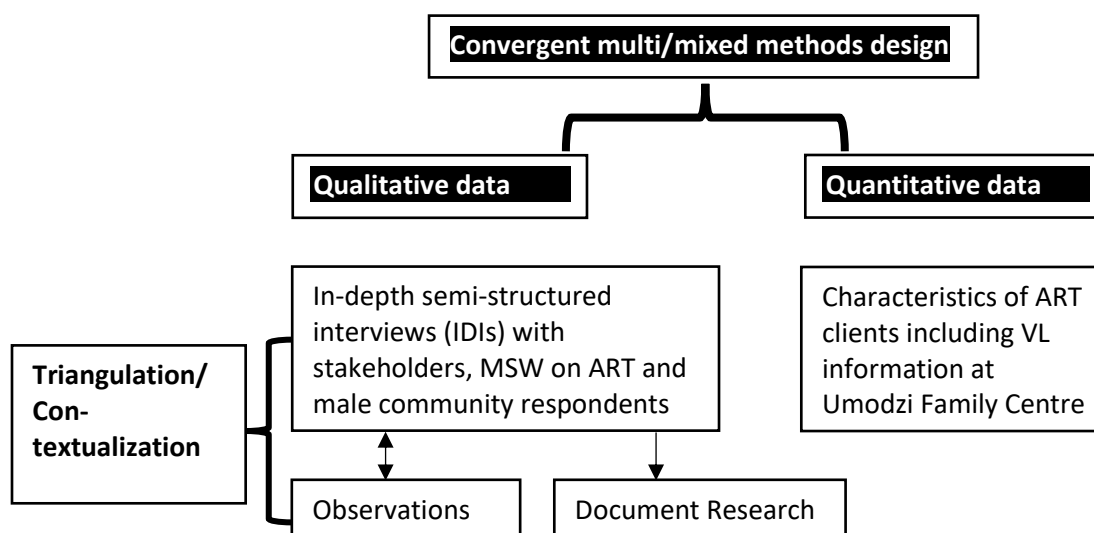 Convergent multi/mixed methods design
Qualitative data
Quantitative data
In-depth semi-structured
interviews (IDIs) with
stakeholders, MSW on ART and
male community respondents
Characteristics of ART
clients including VL
information at
Umodzi Family Centre
Triangulation/
Con-
textualization
Observations
Document Research